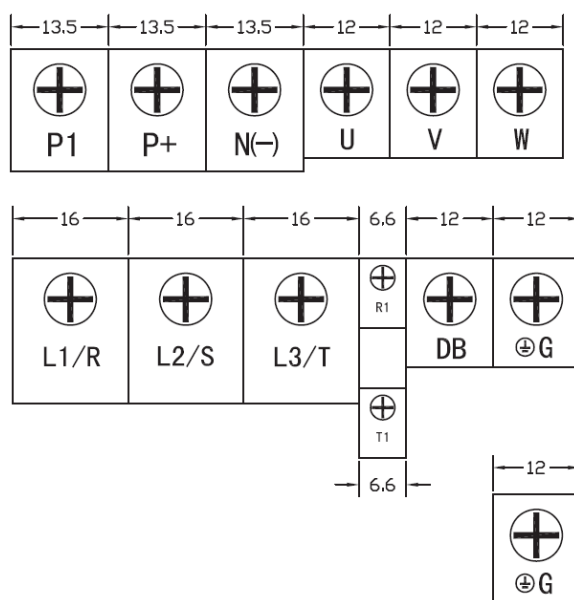 13.5 13.5 13.5 12 12 12
P1 P+ N(−) U V W
16 16 16 6.6 12 12
R1
L1/R L2/S L3/T DB ⏚G
T1
6.6 12
⏚G